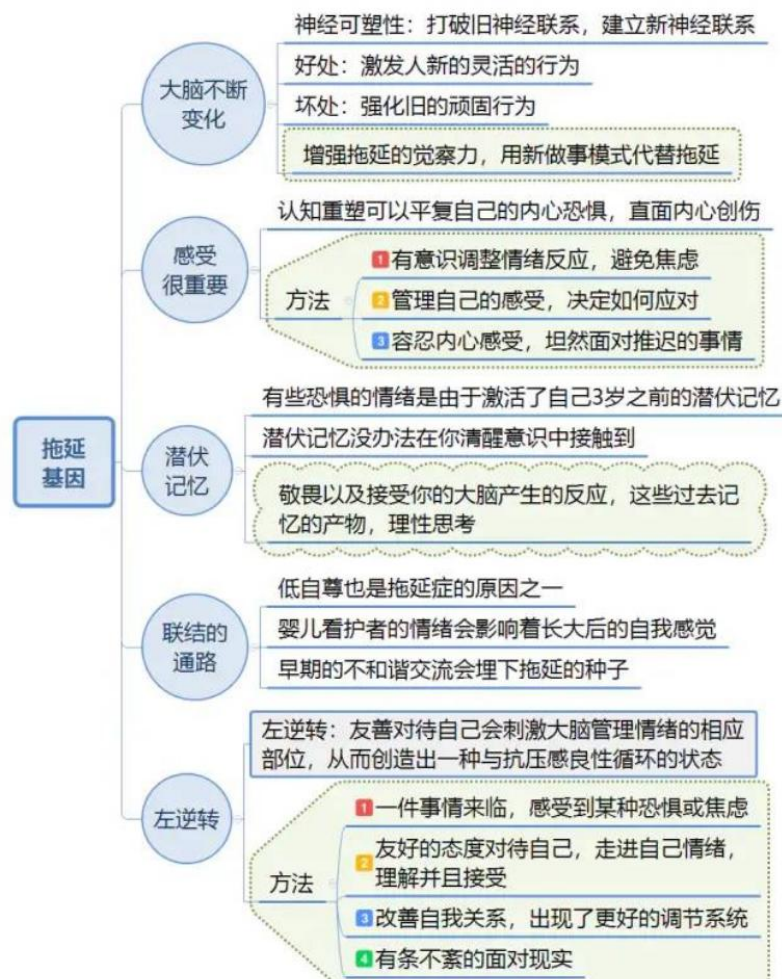 神经可塑性：打破旧神经联系，建立新神经联系
大脑不断
变化
好处：激发人新的灵活的行为
坏处：强化旧的顽固行为
增强拖延的觉察力，用新做事模式代替拖延
认知重塑可以平复自己的内心恐惧，直面内心创伤
感受
很重要
方法
1 有意识调整情绪反应，避免焦虑
2 管理自己的感受，决定如何应对
3 容忍内心感受，坦然面对推迟的事情
拖延
基因
有些恐惧的情绪是由于激活了自己3岁之前的潜伏记忆
潜伏
记忆
潜伏记忆没办法在你清醒意识中接触到
敬畏以及接受你的大脑产生的反应，这些过去记
忆的产物，理性思考
低自尊也是拖延症的原因之一
联结的
通路
婴儿看护者的情绪会影响着长大后的自我感觉
早期的不和谐交流会埋下拖延的种子
左逆转：友善对待自己会刺激大脑管理情绪的相应
部位，从而创造出一种与抗压感良性循环的状态
左逆转
方法
1 一件事情来临，感受到某种恐惧或焦虑
2 友好的态度对待自己，走进自己情绪，
理解并且接受
3 改善自我关系，出现了更好的调节系统
4 有条不紊的面对现实